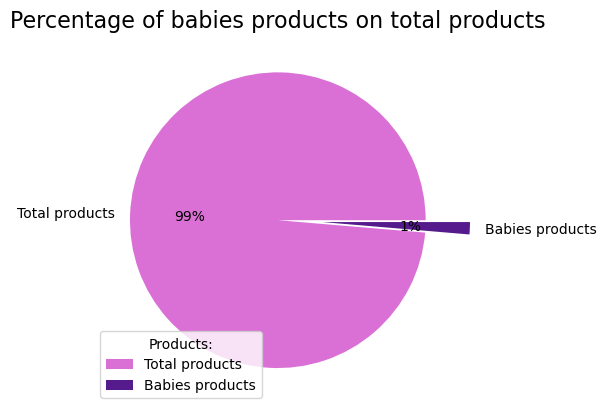 Percentage of babies products on total products
Total products
99%
1%
Babies products
Products:
Total products
Babies products